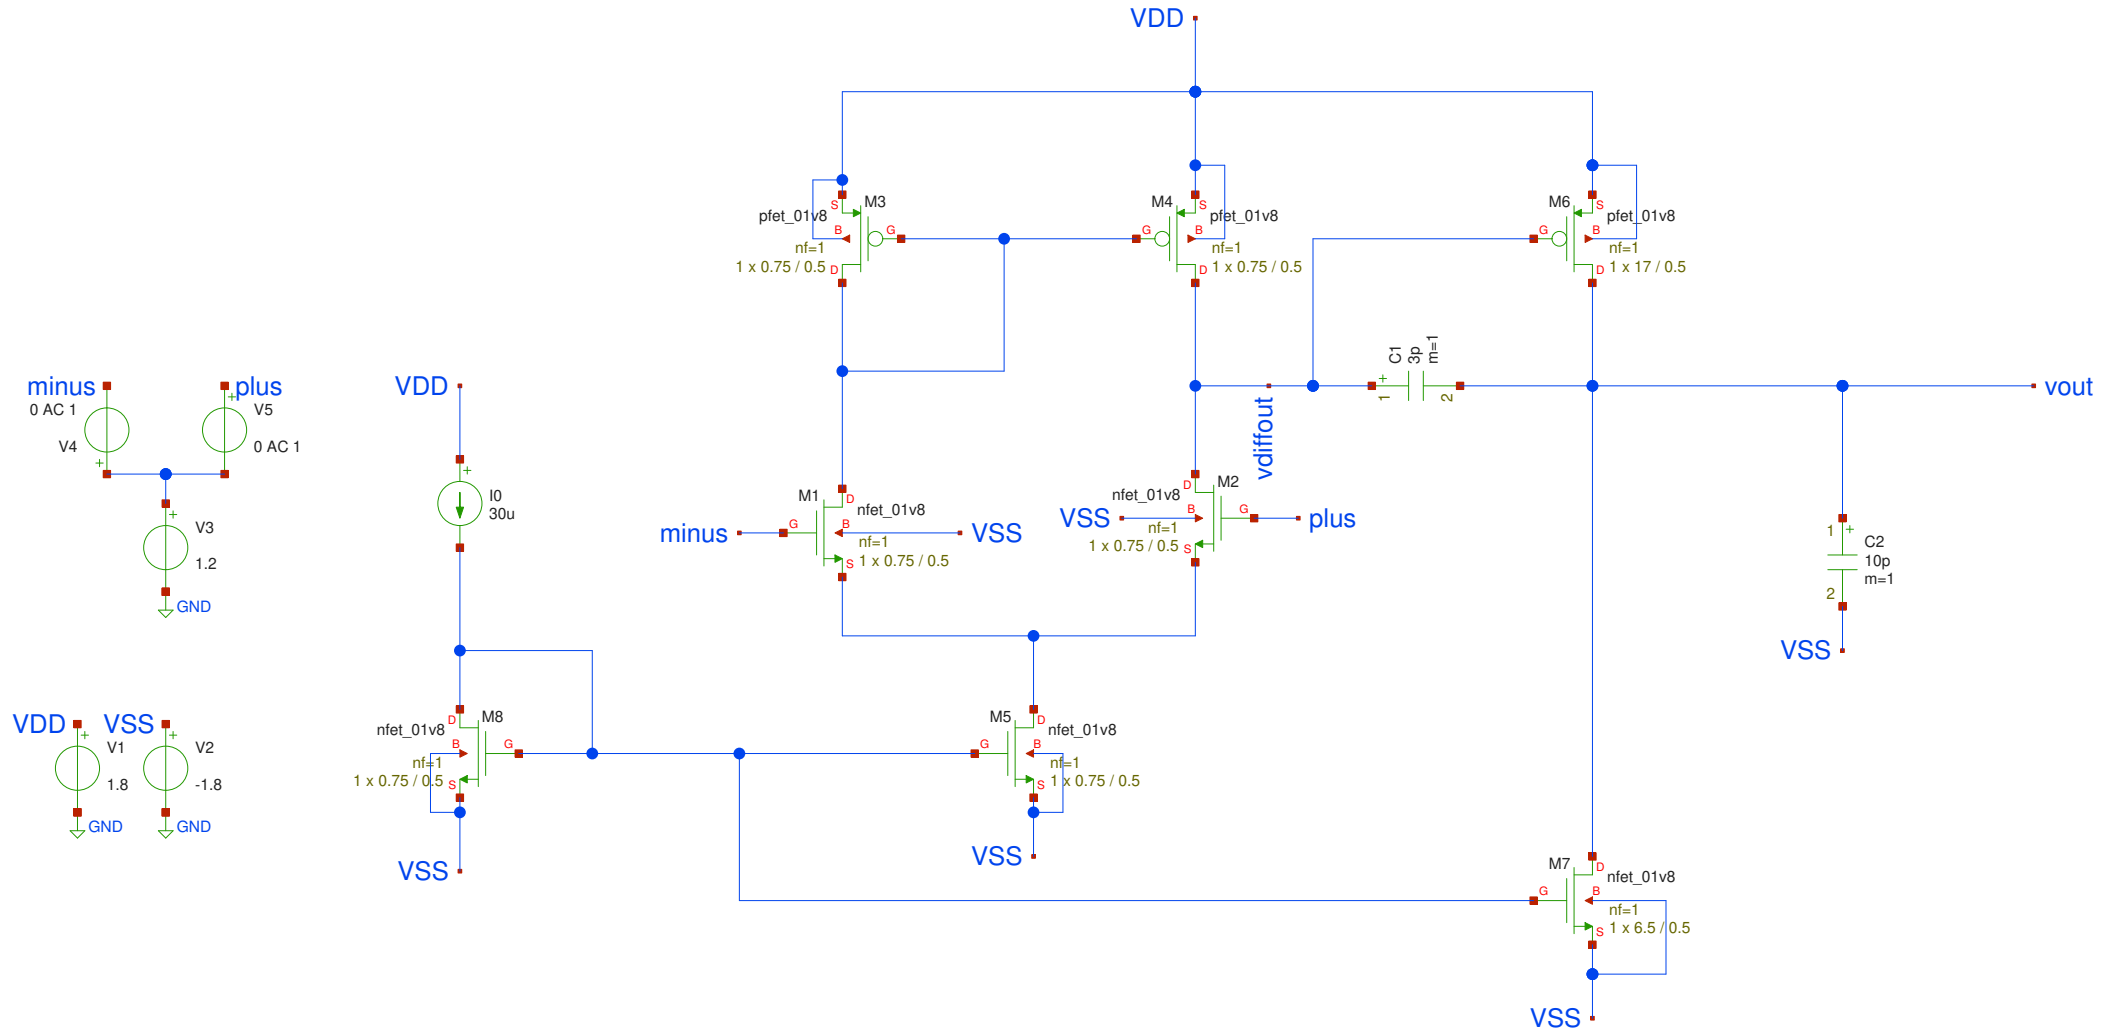 VDD
M3
pfet_01v8
S
B
G
D
nf=1
1 x 0.75 / 0.5
M4
pfet_01v8
S
B
G
D
nf=1
1 x 0.75 / 0.5
M6
pfet_01v8
S
B
G
D
nf=1
1 x 17 / 0.5
minus
0 AC 1
V4
+
plus
+
V5
0 AC 1
+
V3
1.2
GND
VDD
+
I0
30u
C1
3p
m=1
+
1
2
vout
vdiffout
M1
nfet_01v8
D
G
B
S
nf=1
1 x 0.75 / 0.5
minus
VSS
M2
nfet_01v8
D
G
B
S
nf=1
1 x 0.75 / 0.5
VSS
plus
1
+
C2
10p
m=1
2
VSS
VDD
+
V1
1.8
GND
VSS
+
V2
-1.8
GND
M8
nfet_01v8
D
B
G
S
nf=1
1 x 0.75 / 0.5
VSS
M5
nfet_01v8
D
G
B
S
nf=1
1 x 0.75 / 0.5
VSS
M7
nfet_01v8
D
G
B
S
nf=1
1 x 6.5 / 0.5
VSS